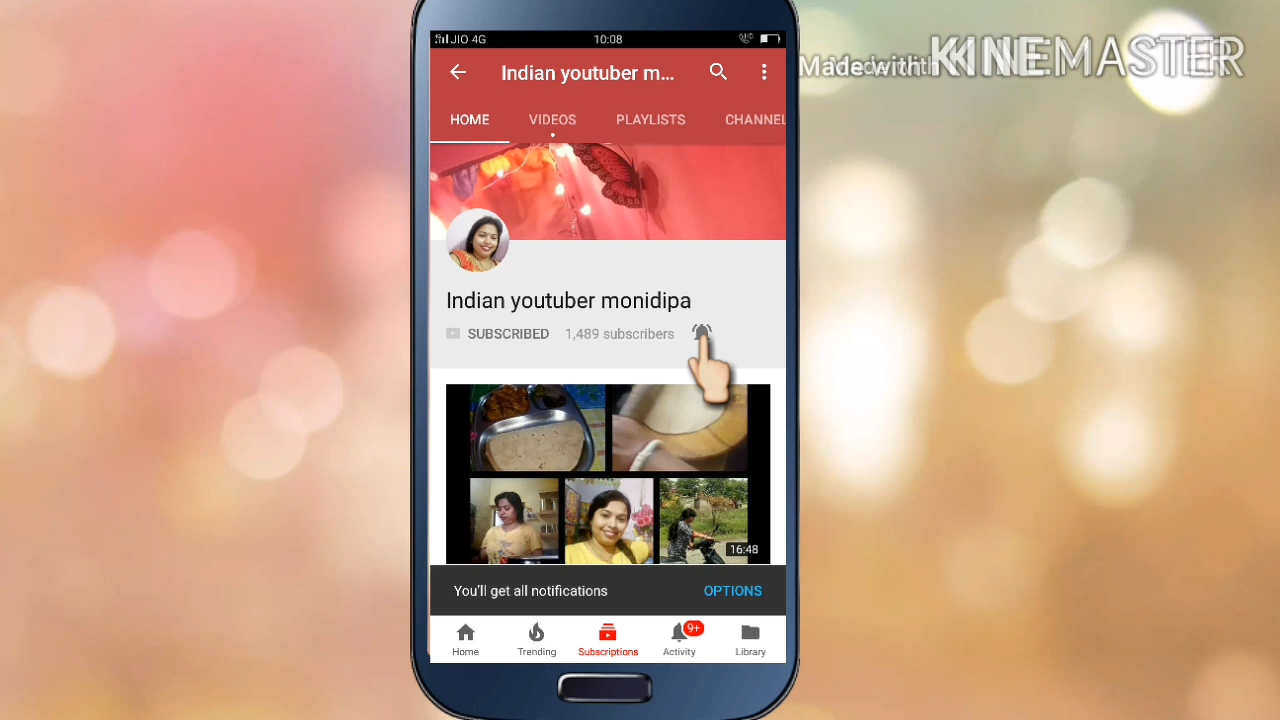 JIO 4G 10:08
Indian youtuber m...
Made with KINEMASTER
HOME VIDEOS PLAYLISTS CHANNEL
Indian youtuber monidipa
SUBSCRIBED 1,489 subscribers
16:48
You'll get all notifications OPTIONS
9+
Home Trending Subscriptions Activity Library